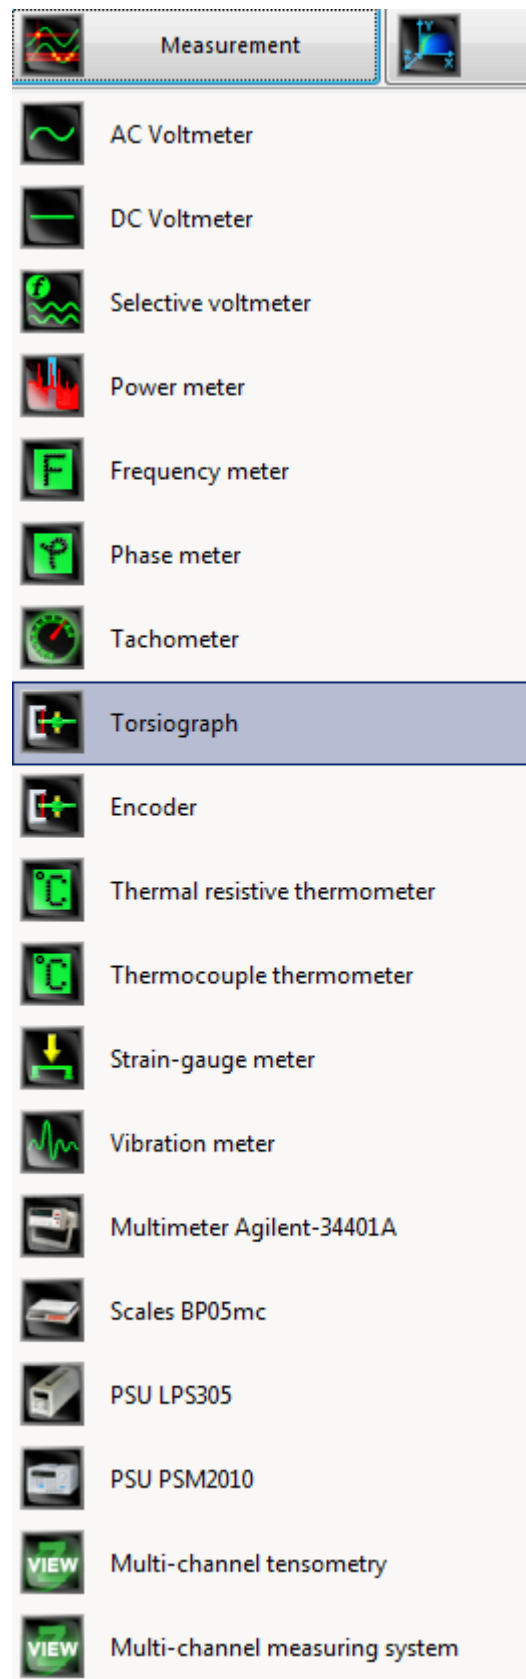 Measurement
AC Voltmeter
DC Voltmeter
Selective voltmeter
Power meter
Frequency meter
Phase meter
Tachometer
Torsiograph
Encoder
Thermal resistive thermometer
Thermocouple thermometer
Strain-gauge meter
Vibration meter
Multimeter Agilent-34401A
Scales BP05mc
PSU LPS305
PSU PSM2010
VIEW Multi-channel tensometry
VIEW Multi-channel measuring system